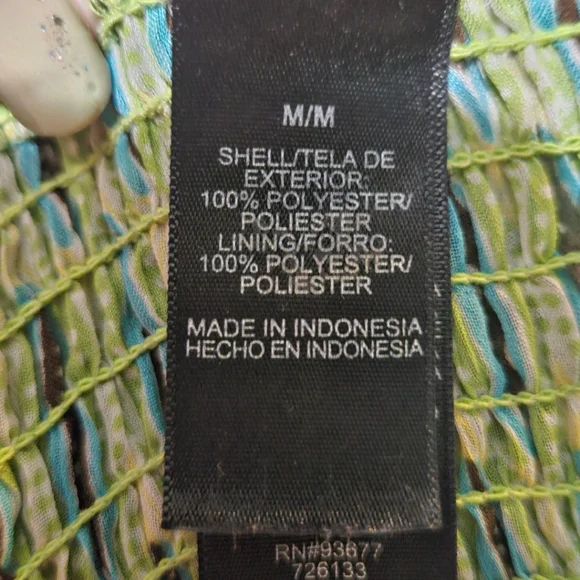 M/M
SHELL/TELA DE
EXTERIOR:
100% POLYESTER/
POLIESTER
LINING/FORRO:
100% POLYESTER/
POLIESTER
MADE IN INDONESIA
HECHO EN INDONESIA
RN#93677
726133